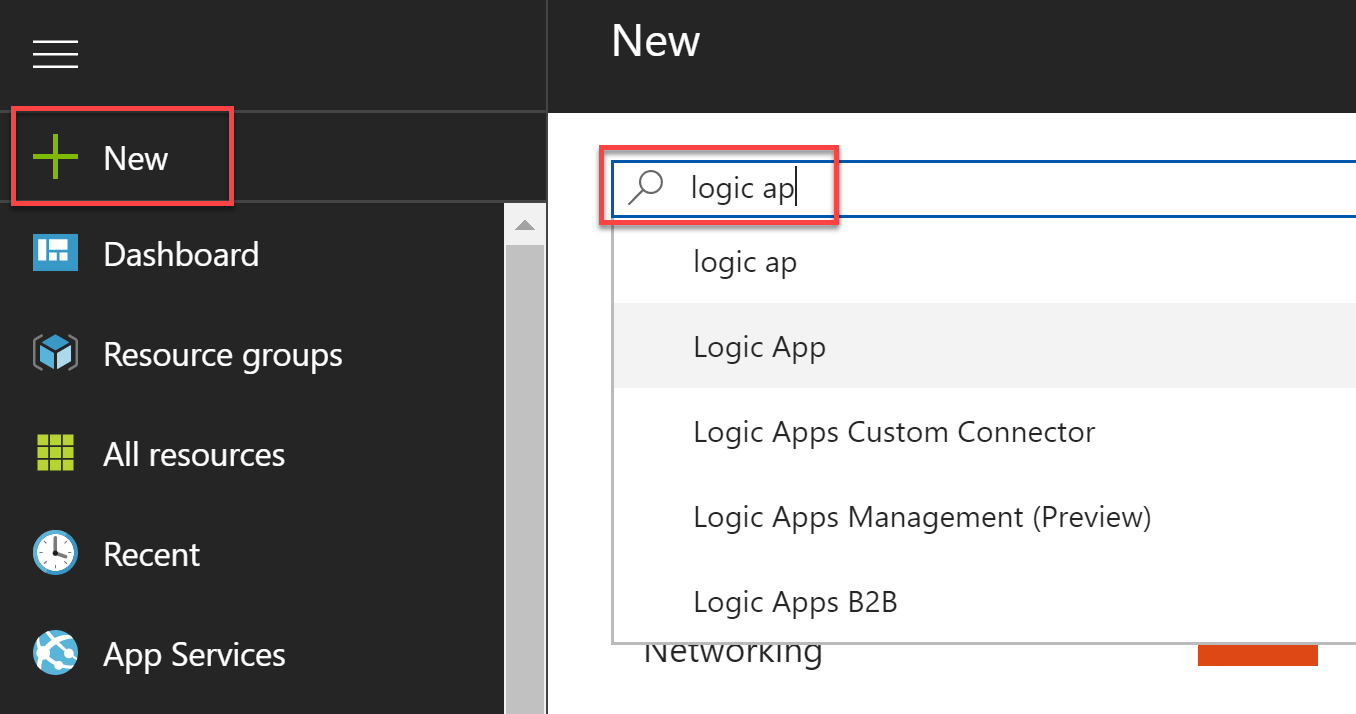 New
New
Dashboard
Resource groups
All resources
Recent
App Services
logic ap
logic ap
Logic App
Logic Apps Custom Connector
Logic Apps Management (Preview)
Logic Apps B2B
Networking